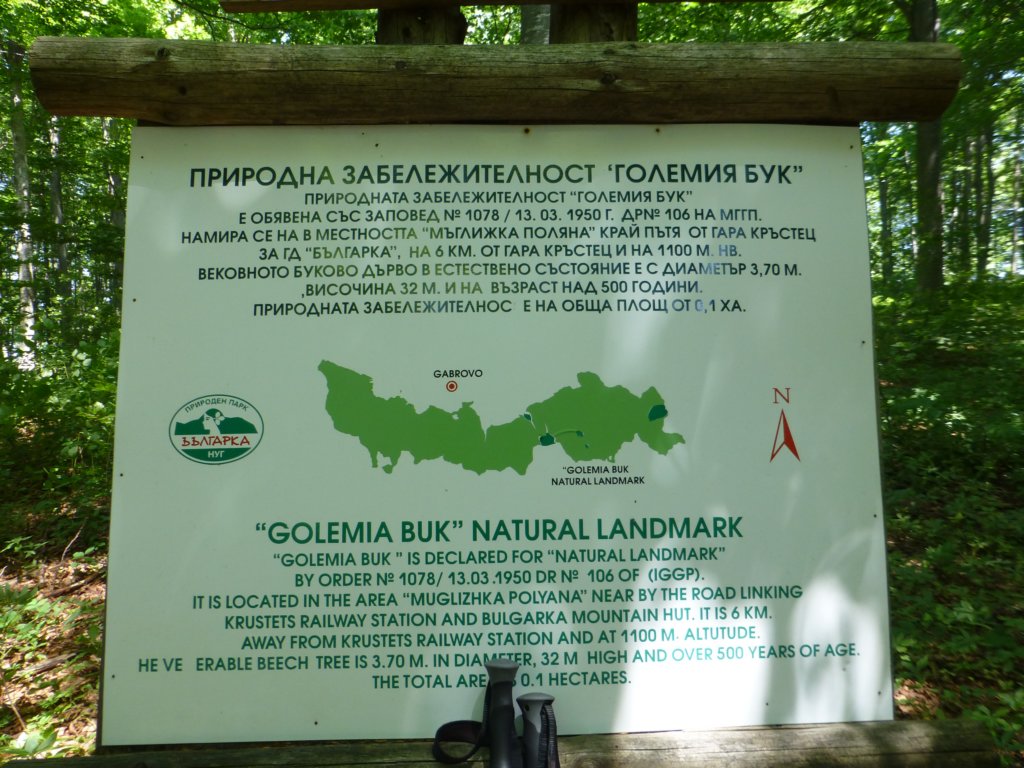 ПРИРОДНА ЗАБЕЛЕЖИТЕЛНОСТ ‘ГОЛЕМИЯ БУК”
ПРИРОДНАТА ЗАБЕЛЕЖИТЕЛНОСТ “ГОЛЕМИЯ БУК”
Е ОБЯВЕНА СЪС ЗАПОВЕД № 1078 / 13. 03. 1950 Г. ДР№ 106 НА МГГП.
НАМИРА СЕ НА В МЕСТНОСТТА “МЪГЛИЖКА ПОЛЯНА” КРАЙ ПЪТЯ ОТ ГАРА КРЪСТЕЦ
ЗА ГД “БЪЛГАРКА”, НА 6 КМ. ОТ ГАРА КРЪСТЕЦ И НА 1100 М. НВ.
ВЕКОВНОТО БУКОВО ДЪРВО В ЕСТЕСТВЕНО СЪСТОЯНИЕ Е С ДИАМЕТЪР 3,70 М.
,ВИСОЧИНА 32 М. И НА ВЪЗРАСТ НАД 500 ГОДИНИ.
ПРИРОДНАТА ЗАБЕЛЕЖИТЕЛНОС Е НА ОБЩА ПЛОЩ ОТ 0,1 ХА.
GABROVO
N
ПРИРОДЕН ПАРК
БЪЛГАРКА
НУГ
“GOLEMIA BUK
NATURAL LANDMARK
“GOLEMIA BUK” NATURAL LANDMARK
“GOLEMIA BUK ” IS DECLARED FOR “NATURAL LANDMARK”
BY ORDER № 1078/ 13.03.1950 DR № 106 OF (IGGP).
IT IS LOCATED IN THE AREA “MUGLIZHKA POLYANA” NEAR BY THE ROAD LINKING
KRUSTETS RAILWAY STATION AND BULGARKA MOUNTAIN HUT. IT IS 6 KM.
AWAY FROM KRUSTETS RAILWAY STATION AND AT 1100 M. ALTUTUDE.
HE VE ERABLE BEECH TREE IS 3.70 M. IN DIAMETER, 32 M HIGH AND OVER 500 YEARS OF AGE.
THE TOTAL AREA IS 0.1 HECTARES.